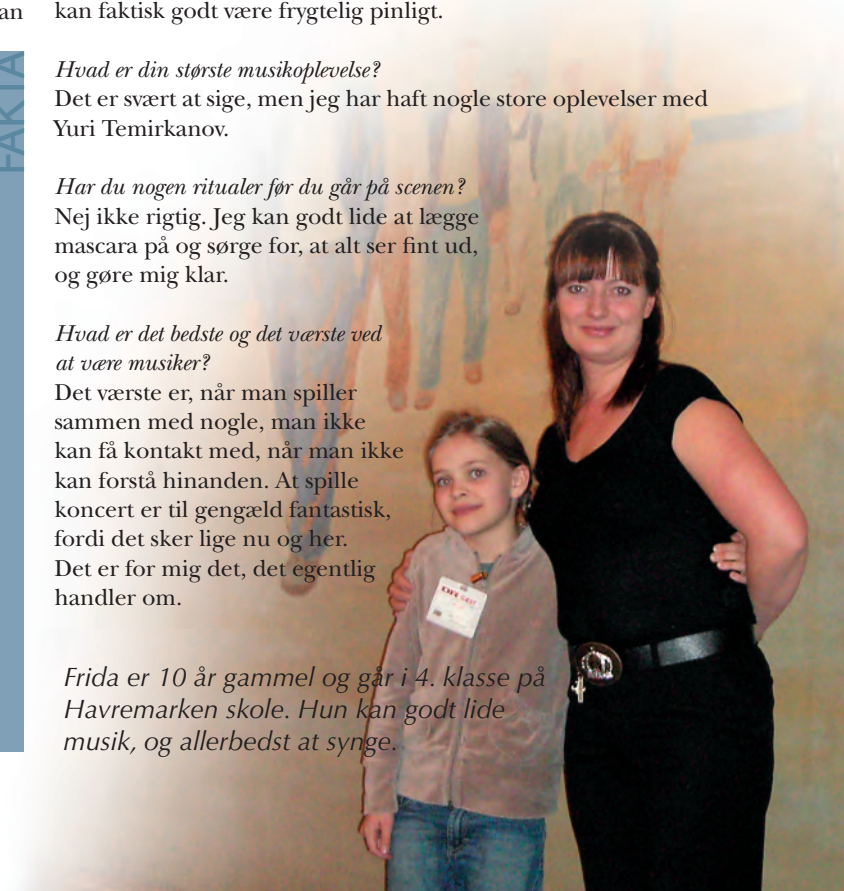 an
kan faktisk godt være frygtelig pinligt.
FAKTA
Hvad er din største musikoplevelse?
Det er svært at sige, men jeg har haft nogle store oplevelser med
Yuri Temirkanov.
Har du nogen ritualer før du går på scenen?
Nej ikke rigtig. Jeg kan godt lide at lægge
mascara på og sørge for, at alt ser fint ud,
og gøre mig klar.
Hvad er det bedste og det værste ved
at være musiker?
Det værste er, når man spiller
sammen med nogle, man ikke
kan få kontakt med, når man ikke
kan forstå hinanden. At spille
koncert er til gengæld fantastisk,
fordi det sker lige nu og her.
Det er for mig det, det egentlig
handler om.
Frida er 10 år gammel og går i 4. klasse på
Havremarken skole. Hun kan godt lide
musik, og allerbedst at synge.